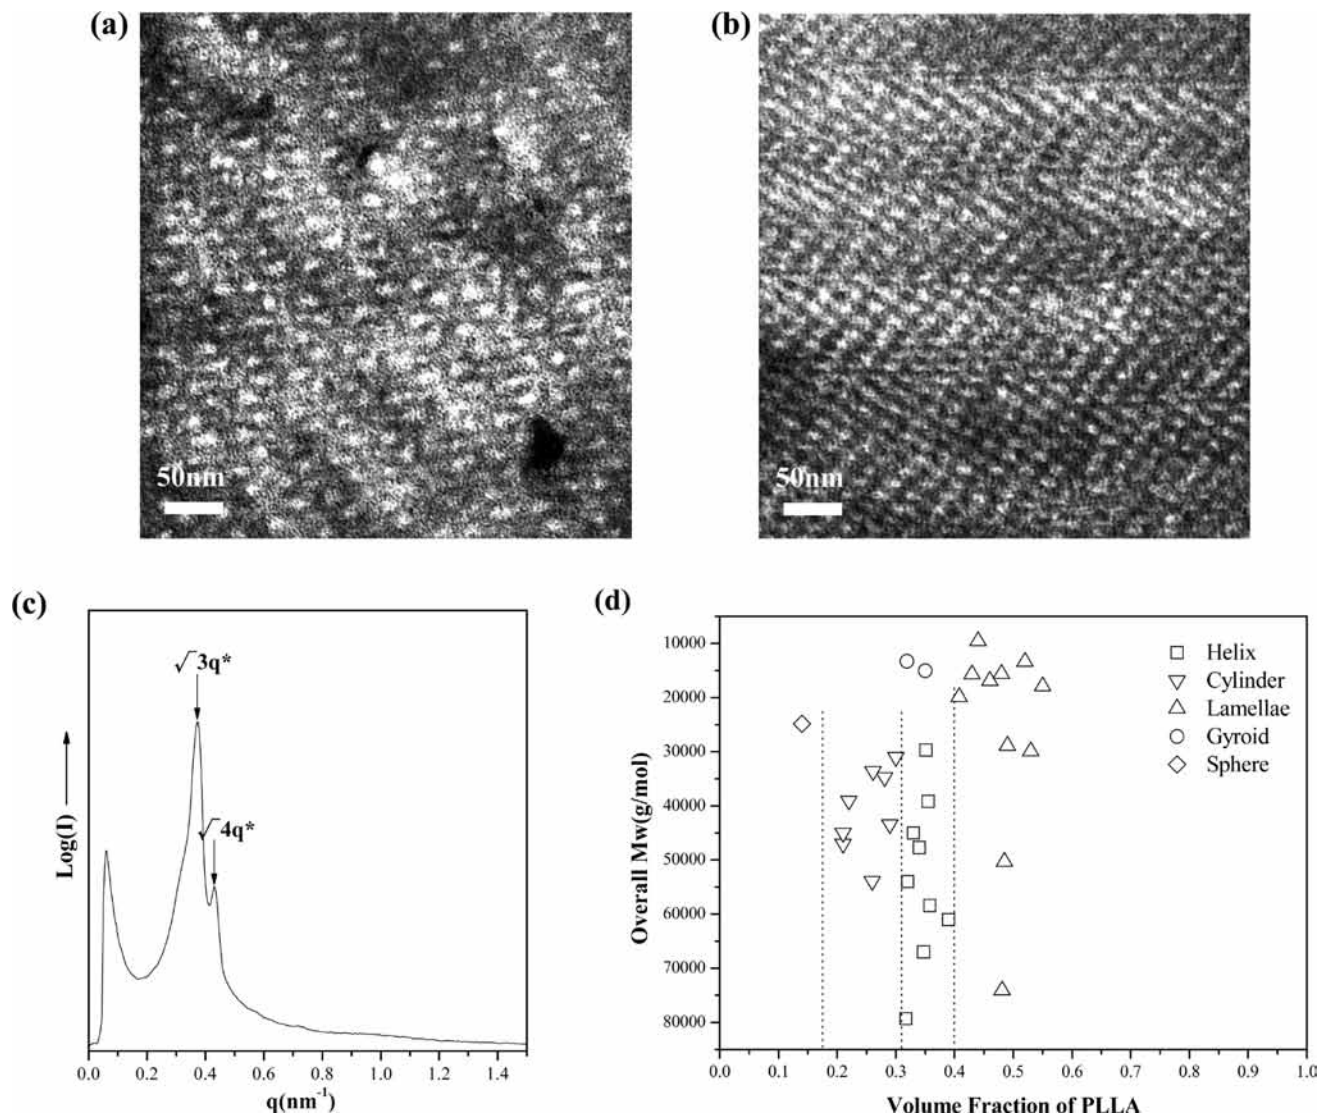 (a)
(b)
50nm
50nm
(c)
√3q*
√4q*
Log(I)
0.0 0.2 0.4 0.6 0.8 1.0 1.2 1.4
q(nm⁻¹)
(d)
10000
20000
30000
40000
50000
60000
70000
80000
Overall Mw(g/mol)
Helix
Cylinder
Lamellae
Gyroid
Sphere
0.0 0.1 0.2 0.3 0.4 0.5 0.6 0.7 0.8 0.9 1.0
Volume Fraction of PLLA